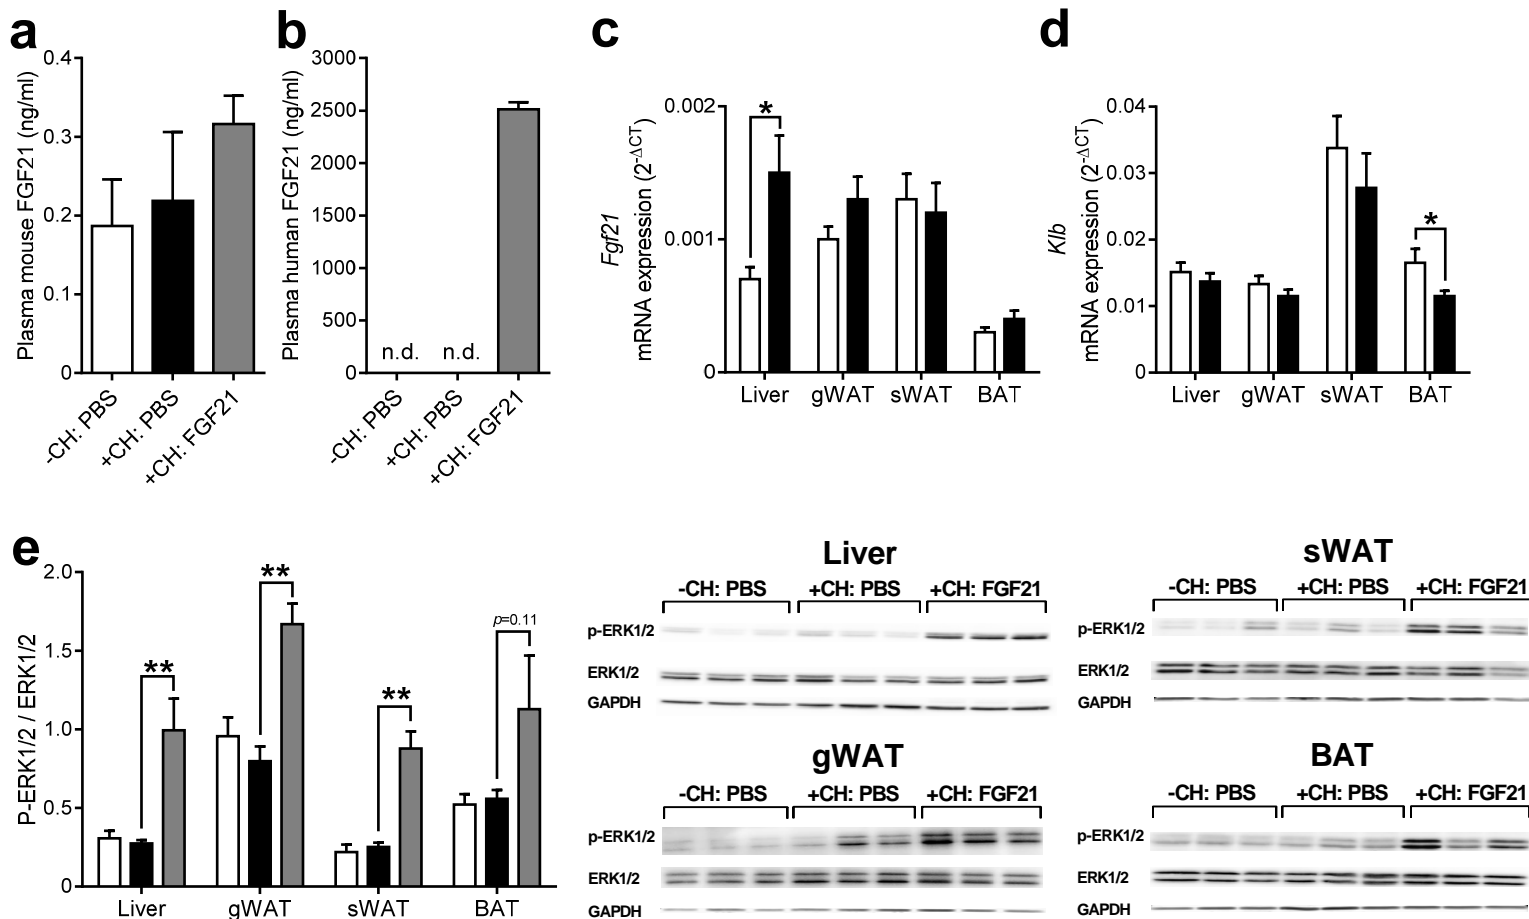 a
Plasma mouse FGF21 (ng/ml)
0.4
0.3
0.2
0.1
0
-CH: PBS
+CH: PBS
+CH: FGF21
b
Plasma human FGF21 (ng/ml)
3000
2500
2000
1500
1000
500
0
n.d.
n.d.
-CH: PBS
+CH: PBS
+CH: FGF21
c
Fgf21
mRNA expression (2-ΔCT)
0.002
0.001
0
*
Liver
gWAT
sWAT
BAT
d
Klb
mRNA expression (2-ΔCT)
0.04
0.03
0.02
0.01
0
*
Liver
gWAT
sWAT
BAT
e
P-ERK1/2 / ERK1/2
2.0
1.5
1.0
0.5
0
**
**
**
p=0.11
Liver
gWAT
sWAT
BAT
Liver
-CH: PBS
+CH: PBS
+CH: FGF21
p-ERK1/2
ERK1/2
GAPDH
sWAT
-CH: PBS
+CH: PBS
+CH: FGF21
p-ERK1/2
ERK1/2
GAPDH
gWAT
-CH: PBS
+CH: PBS
+CH: FGF21
p-ERK1/2
ERK1/2
GAPDH
BAT
-CH: PBS
+CH: PBS
+CH: FGF21
p-ERK1/2
ERK1/2
GAPDH